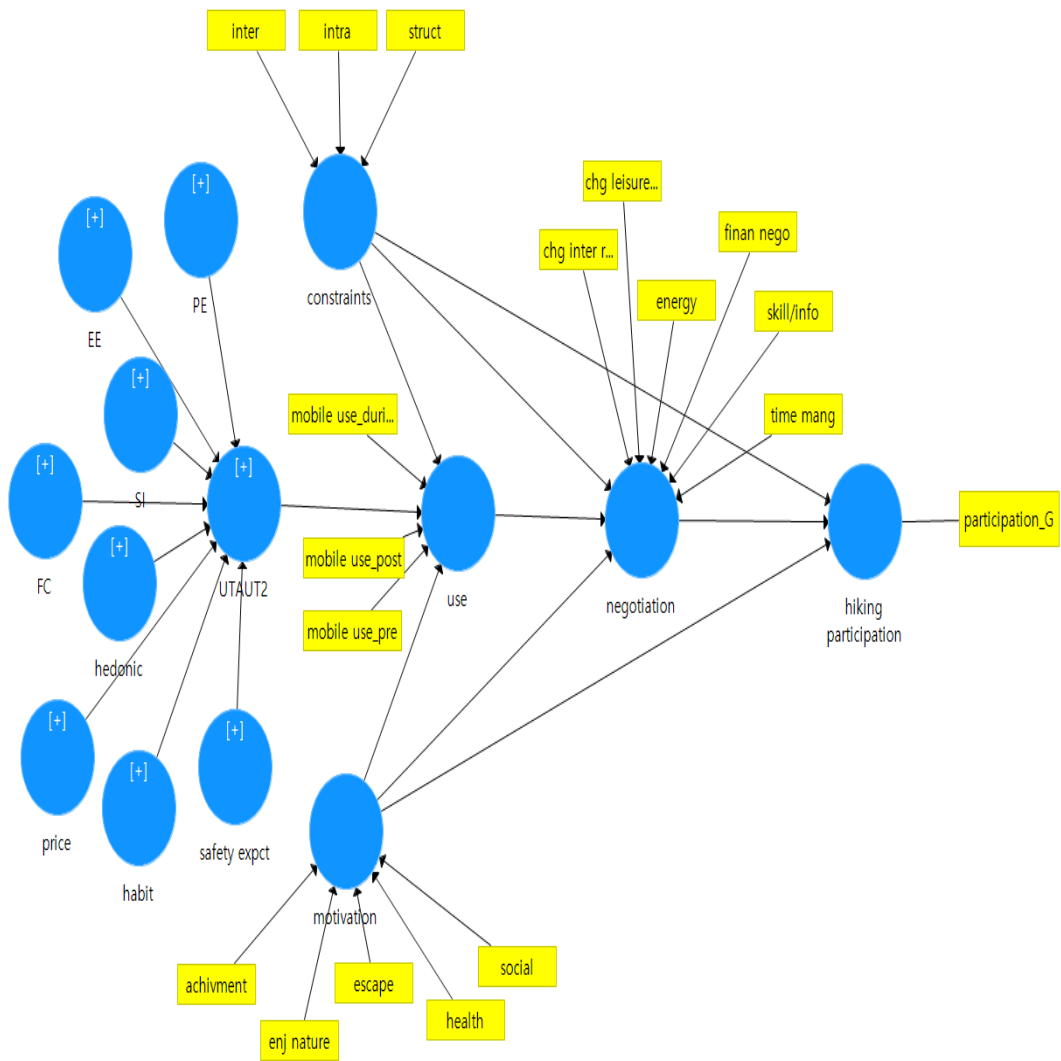 inter
intra
struct
[+]
PE
[+]
EE
constraints
chg leisure...
finan nego
chg inter r...
energy
skill/info
[+]
SI
mobile use_duri...
time mang
[+]
FC
[+]
UTAUT2
mobile use_post
use
mobile use_pre
negotiation
hiking
participation
participation_G
[+]
hedonic
[+]
price
[+]
habit
[+]
safety expct
motivation
achivment
enj nature
escape
health
social